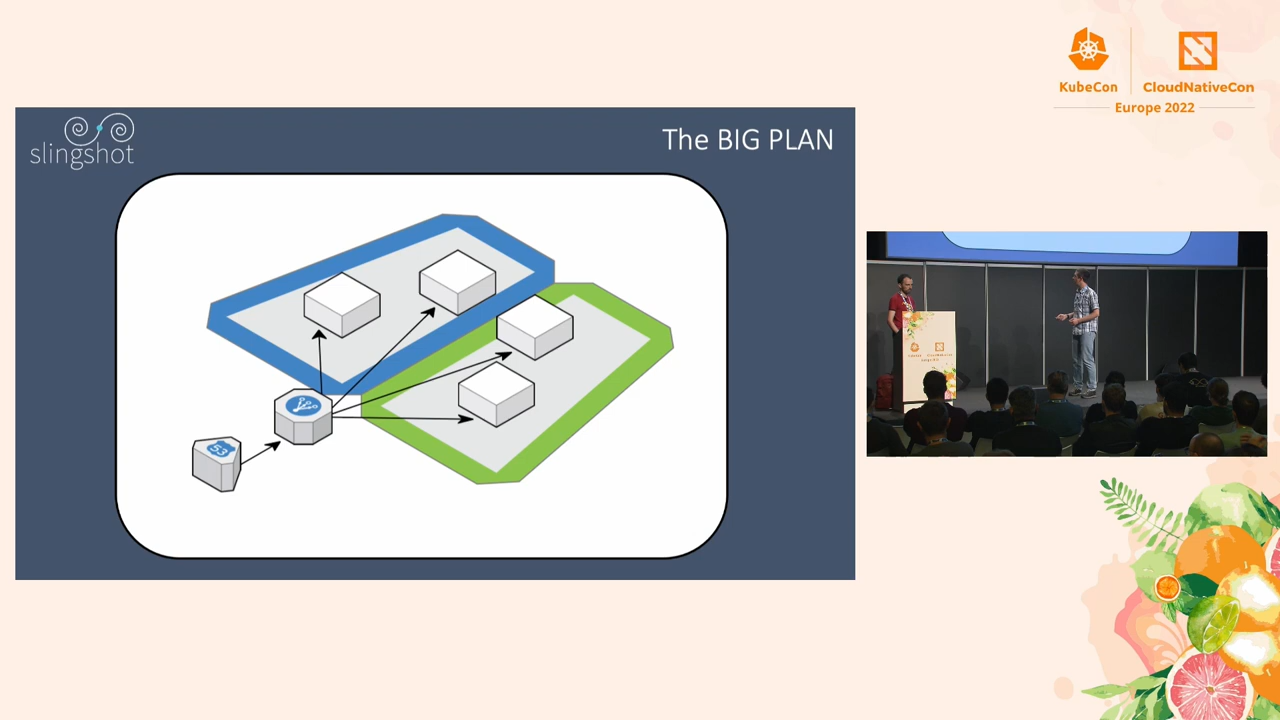 KubeCon
CloudNativeCon
Europe 2022
slingshot
The BIG PLAN
53